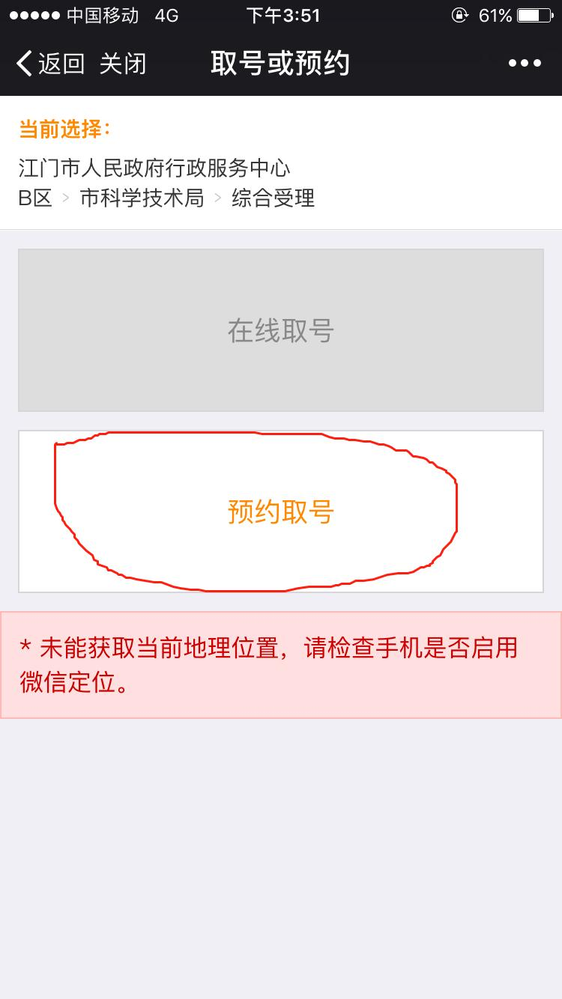 中国移动 4G 下午3:51 61%
返回 关闭 取号或预约
当前选择：
江门市人民政府行政服务中心
B区 > 市科学技术局 > 综合受理
在线取号
预约取号
* 未能获取当前地理位置，请检查手机是否启用
微信定位。